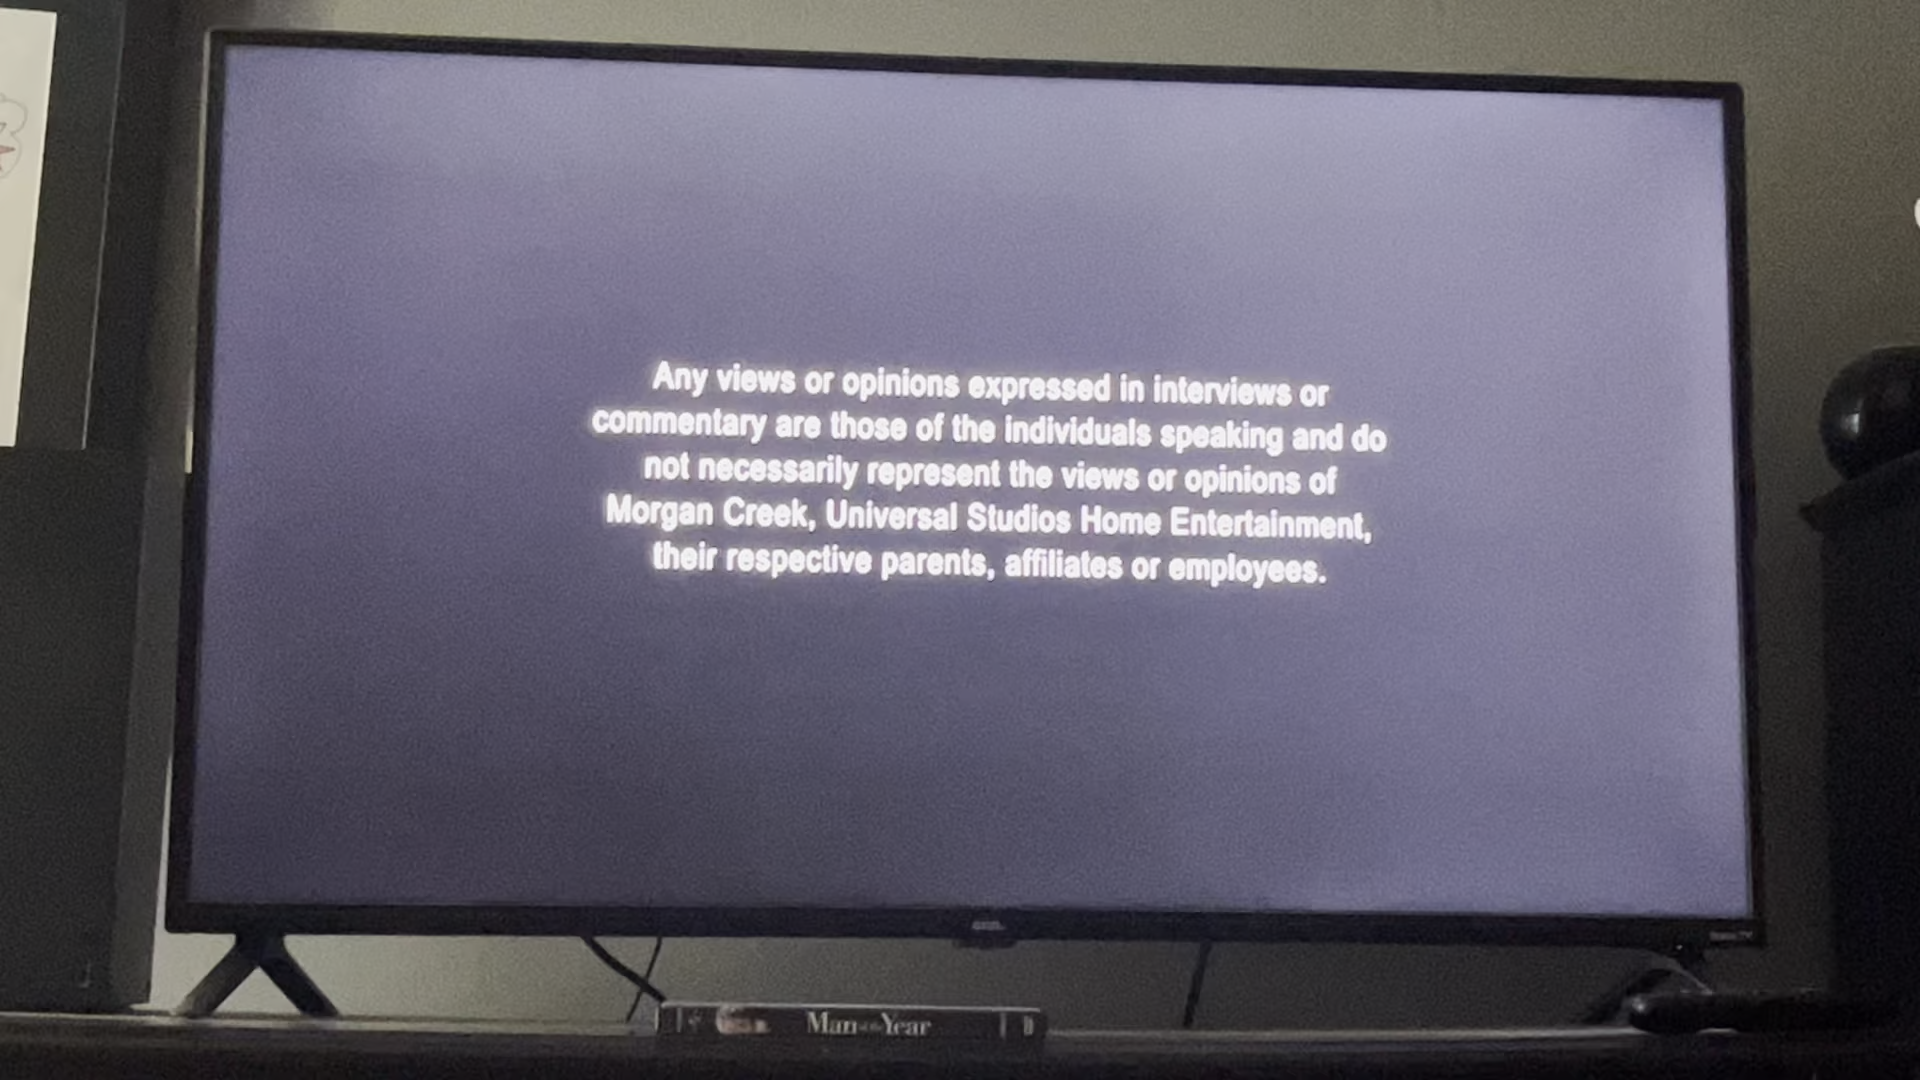 Any views or opinions expressed in interviews or
commentary are those of the individuals speaking and do
not necessarily represent the views or opinions of
Morgan Creek, Universal Studios Home Entertainment,
their respective parents, affiliates or employees.
Man of the Year